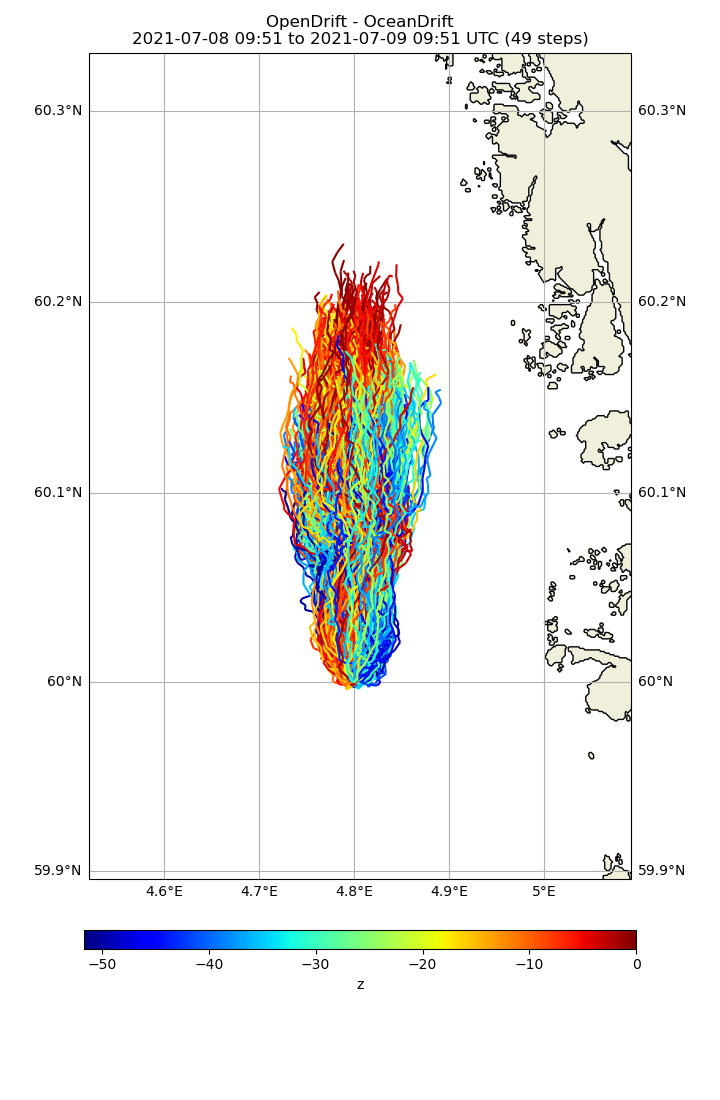 OpenDrift - OceanDrift
2021-07-08 09:51 to 2021-07-09 09:51 UTC (49 steps)
60.3°N 60.3°N
60.2°N 60.2°N
60.1°N 60.1°N
60°N 60°N
59.9°N 59.9°N
4.6°E 4.7°E 4.8°E 4.9°E 5°E
−50 −40 −30 −20 −10 0
z